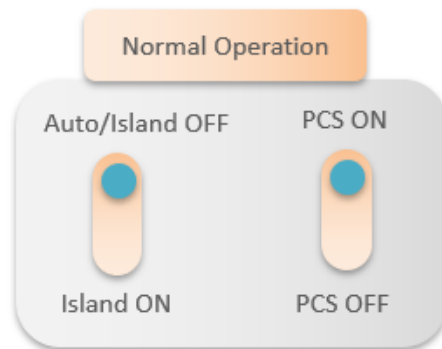 Normal Operation
Auto/Island OFF
PCS ON
Island ON
PCS OFF